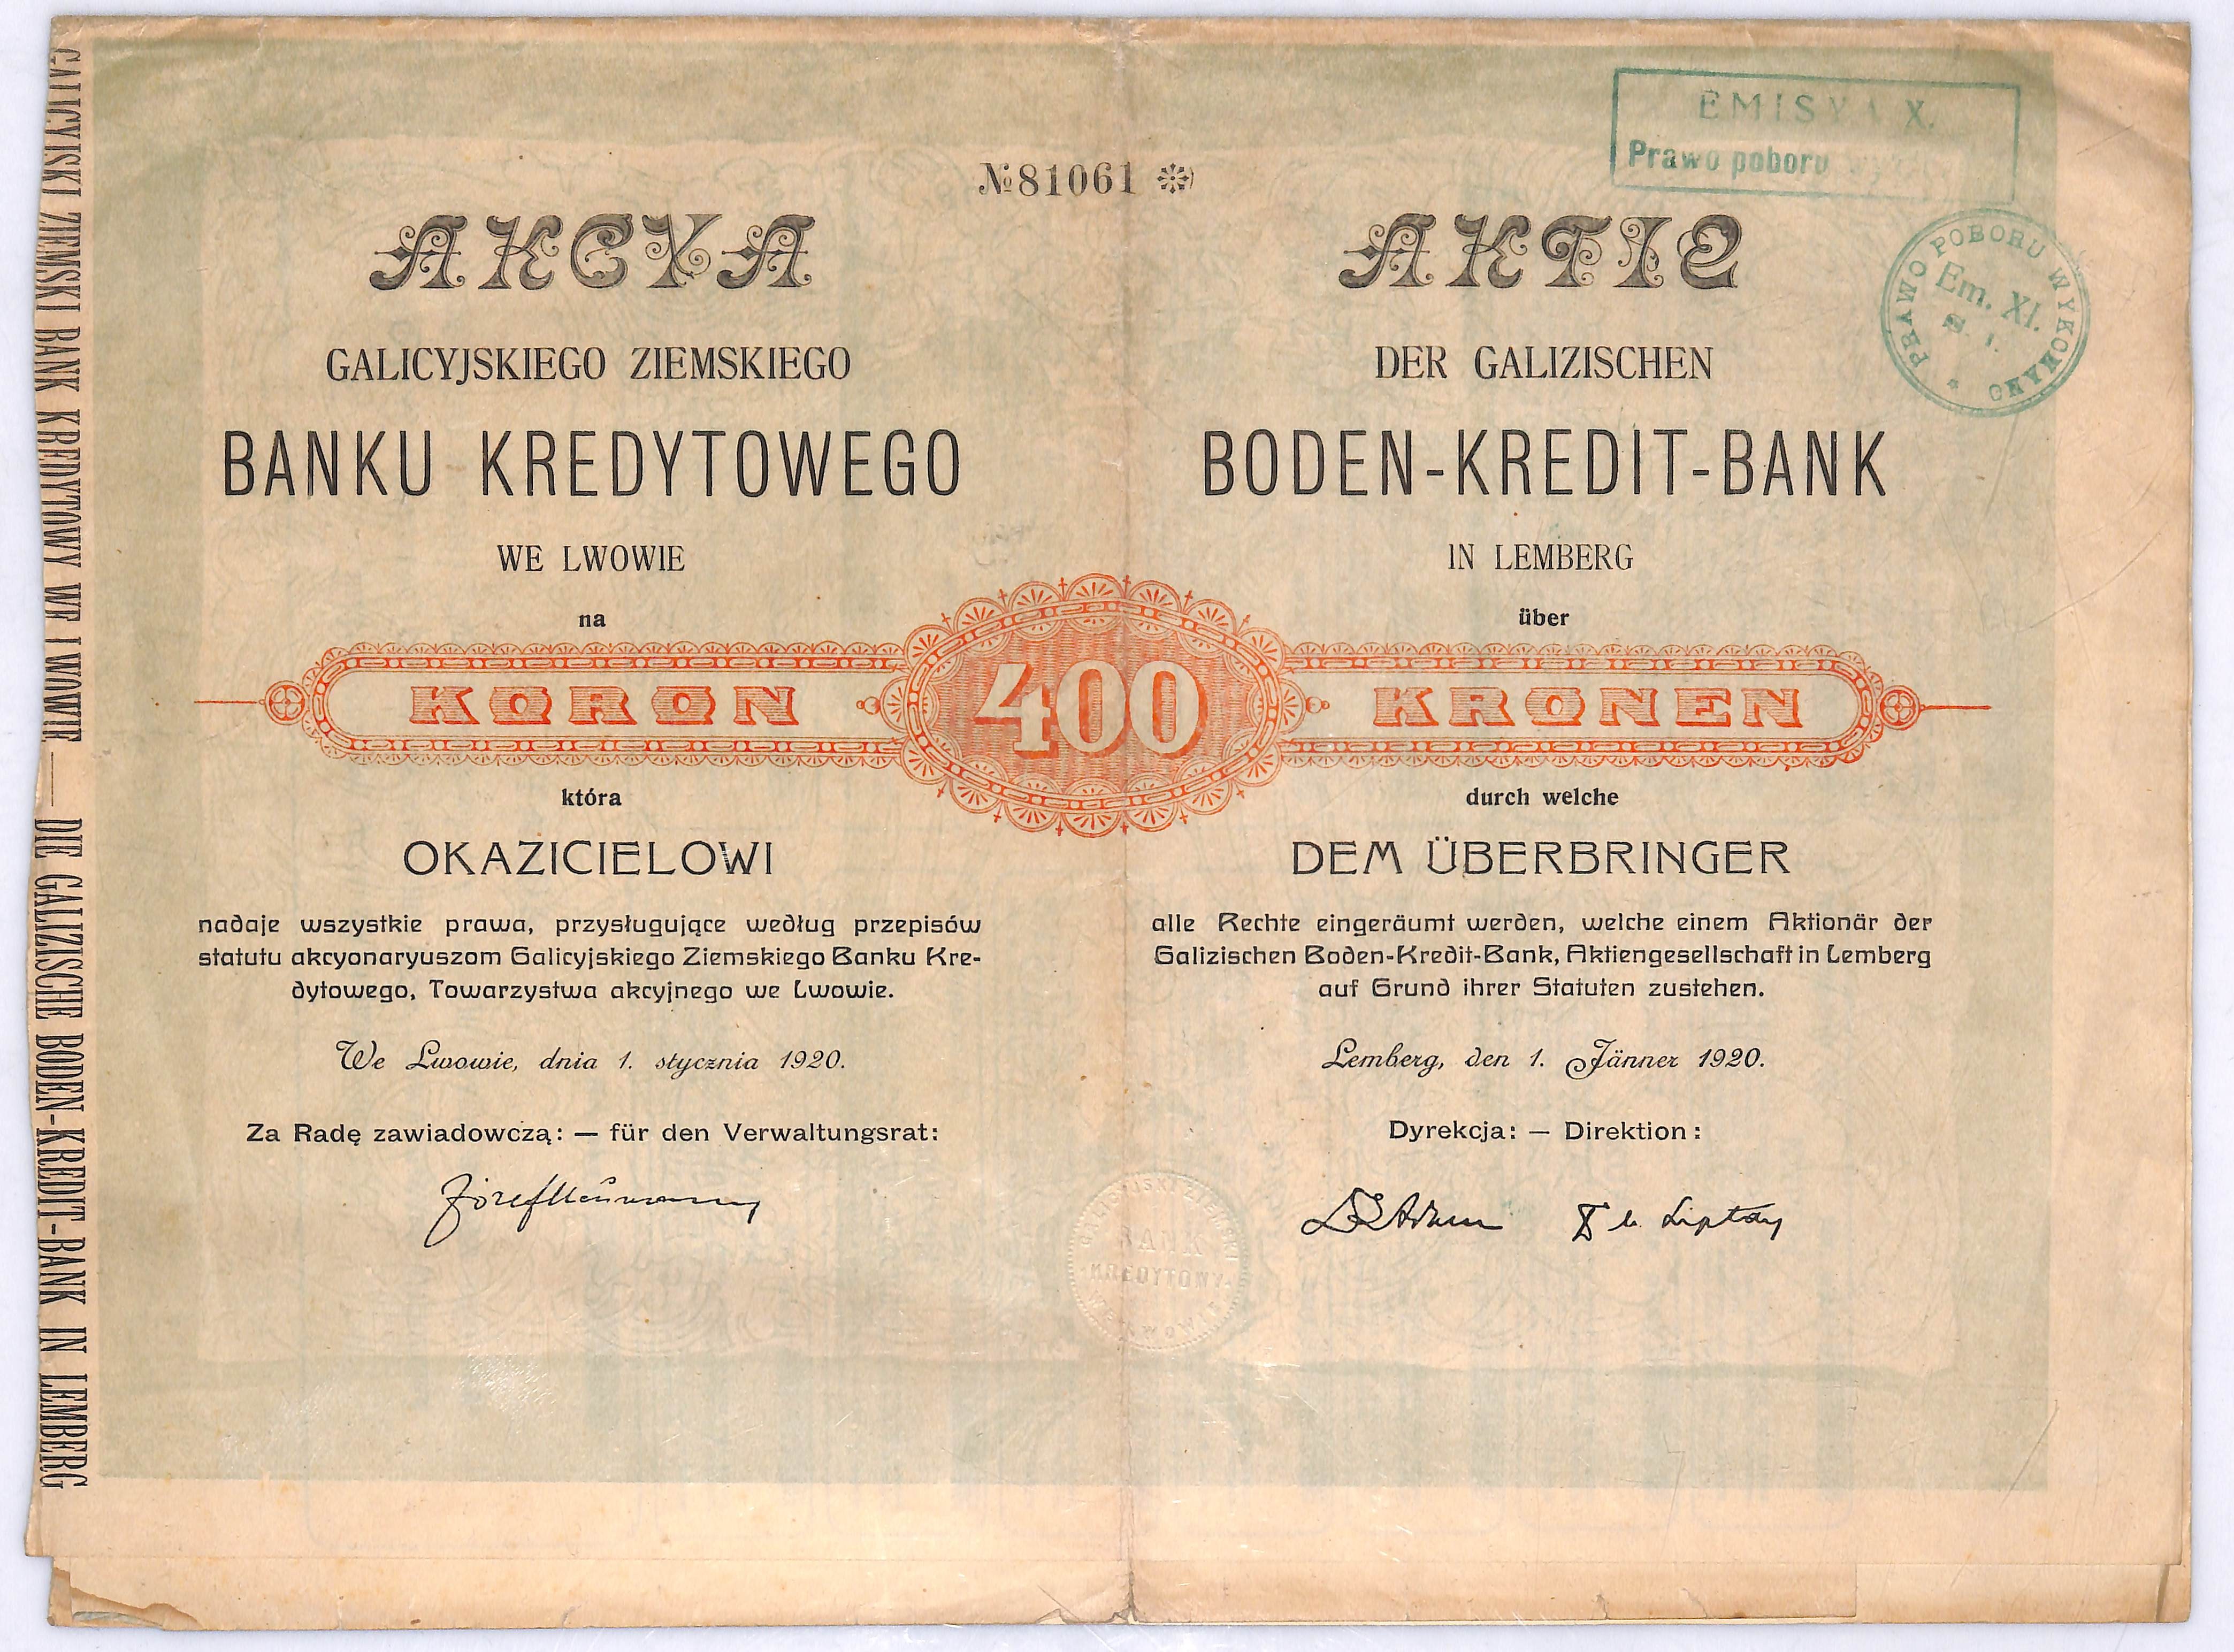 GALICYJSKI ZIEMSKI BANK KREDYTOWY WE LWOWIE — DIE GALIZISCHE BODEN-KREDIT-BANK IN LEMBERG
EMISYA X.
Prawo poboru
№ 81061
PRAWO POBORU WYKONANO
Em. XI.
AKCYA
GALICYJSKIEGO ZIEMSKIEGO
BANKU KREDYTOWEGO
WE LWOWIE
na
KORON
400
która
OKAZICIELOWI
nadaje wszystkie prawa, przysługujące według przepisów
statutu akcyonaryuszom Galicyjskiego Ziemskiego Banku Kre-
dytowego, Towarzystwa akcyjnego we Lwowie.
We Lwowie, dnia 1. stycznia 1920.
Za Radę zawiadowczą: — für den Verwaltungsrat:
AKTIE
DER GALIZISCHEN
BODEN-KREDIT-BANK
IN LEMBERG
über
KRONEN
durch welche
DEM ÜBERBRINGER
alle Rechte eingeräumt werden, welche einem Aktionär der
Galizischen Boden-Kredit-Bank, Aktiengesellschaft in Lemberg
auf Grund ihrer Statuten zustehen.
Lemberg, den 1. Jänner 1920.
Dyrekcja: — Direktion:
Liptay
GALICYJSKI ZIEMSKI
BANK
KREDYTOWY
WE LWOWIE